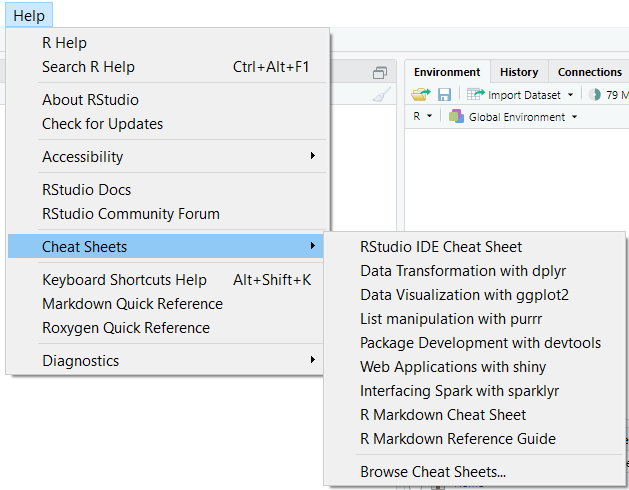 Help
R Help
Search R Help Ctrl+Alt+F1
About RStudio
Check for Updates
Accessibility
RStudio Docs
RStudio Community Forum
Cheat Sheets
Keyboard Shortcuts Help Alt+Shift+K
Markdown Quick Reference
Roxygen Quick Reference
Diagnostics
Environment History Connections
Import Dataset 79 M
R Global Environment
RStudio IDE Cheat Sheet
Data Transformation with dplyr
Data Visualization with ggplot2
List manipulation with purrr
Package Development with devtools
Web Applications with shiny
Interfacing Spark with sparklyr
R Markdown Cheat Sheet
R Markdown Reference Guide
Browse Cheat Sheets...